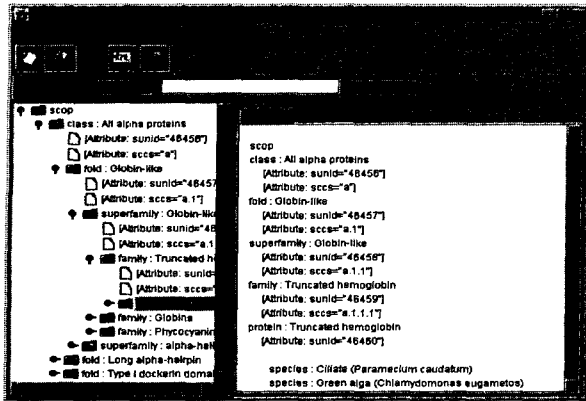 scop
class : All alpha proteins
[Attribute: sunid="46456"]
[Attribute: sccs="a"]
fold : Globin-like
[Attribute: sunid="46457
[Attribute: sccs="a.1"]
superfamily : Globin-like
[Attribute: sunid="46
[Attribute: sccs="a.1
family : Truncated h
[Attribute: sunid=
[Attribute: sccs="
family : Globins
family : Phycocyanin
superfamily : alpha-heli
fold : Long alpha-hairpin
fold : Type I dockerin doma
scop
class : All alpha proteins
[Attribute: sunid="46456"]
[Attribute: sccs="a"]
fold : Globin-like
[Attribute: sunid="46457"]
[Attribute: sccs="a.1"]
superfamily : Globin-like
[Attribute: sunid="46458"]
[Attribute: sccs="a.1.1"]
family : Truncated hemoglobin
[Attribute: sunid="46459"]
[Attribute: sccs="a.1.1.1"]
protein : Truncated hemoglobin
[Attribute: sunid="46460"]
species : Ciliate (Paramecium caudatum)
species : Green alga (Chlamydomonas eugametos)